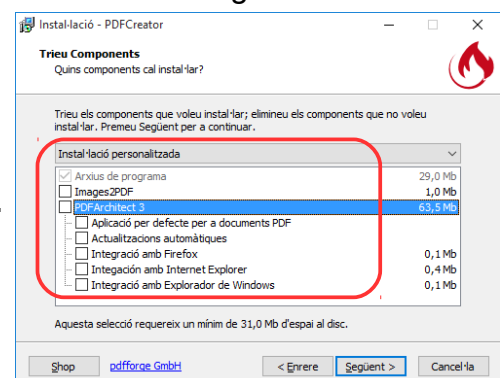 Instal·lació - PDFCreator
Trieu Components
Quins components cal instal·lar?
Trieu els components que voleu instal·lar; elimineu els components que no voleu
instal·lar. Premeu Següent per a continuar.
Instal·lació personalitzada
Arxius de programa 29,0 Mb
Images2PDF 1,0 Mb
PDFArchitect 3 63,5 Mb
Aplicació per defecte per a documents PDF
Actualitzacions automàtiques
Integració amb Firefox 0,1 Mb
Integación amb Internet Explorer 0,4 Mb
Integració amb Explorador de Windows 0,1 Mb
Aquesta selecció requereix un mínim de 31,0 Mb d'espai al disc.
Shop pdfforge GmbH < Enrere Següent > Cancel·la